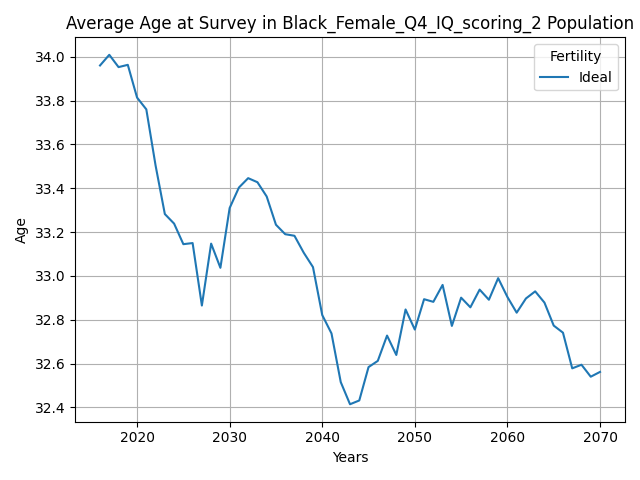 Average Age at Survey in Black_Female_Q4_IQ_scoring_2 Population
Fertility
Ideal
34.0
33.8
33.6
33.4
33.2
33.0
32.8
32.6
32.4
Age
2020 2030 2040 2050 2060 2070
Years